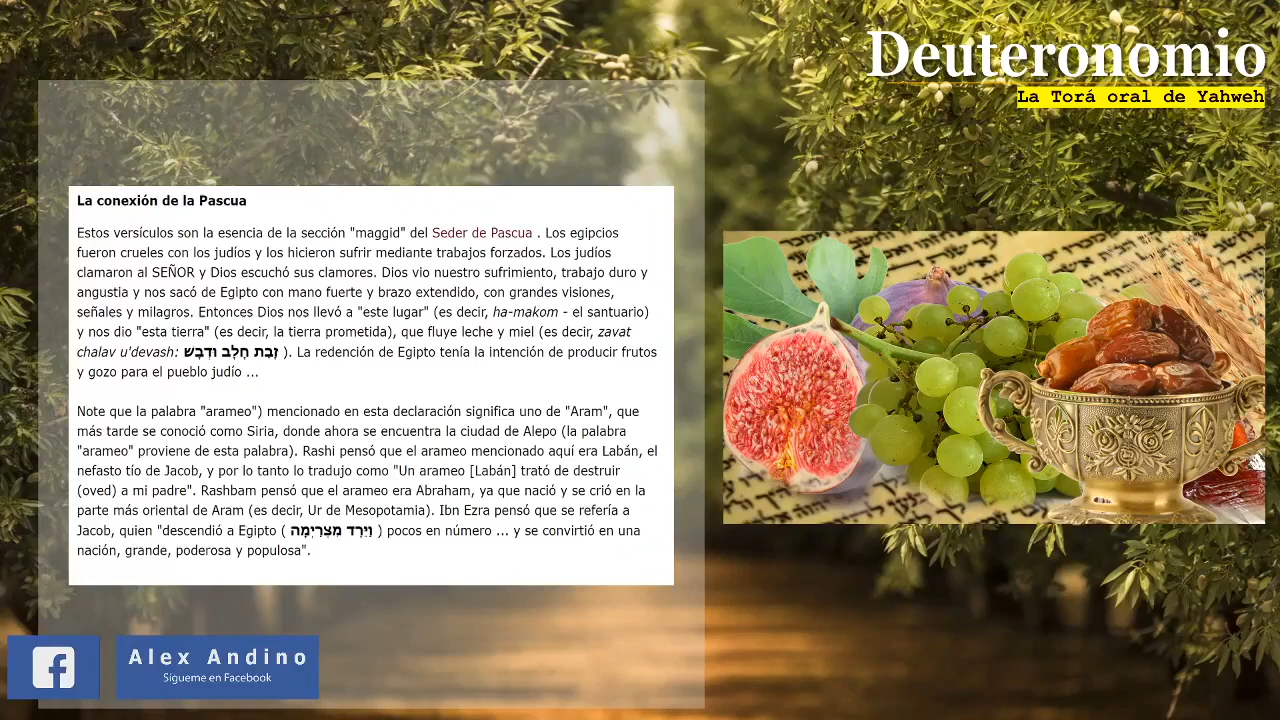 Deuteronomio
La Torá oral de Yahweh
La conexión de la Pascua
Estos versículos son la esencia de la sección "maggid" del Seder de Pascua . Los egipcios
fueron crueles con los judíos y los hicieron sufrir mediante trabajos forzados. Los judíos
clamaron al SEÑOR y Dios escuchó sus clamores. Dios vio nuestro sufrimiento, trabajo duro y
angustia y nos sacó de Egipto con mano fuerte y brazo extendido, con grandes visiones,
señales y milagros. Entonces Dios nos llevó a "este lugar" (es decir, ha-makom - el santuario)
y nos dio "esta tierra" (es decir, la tierra prometida), que fluye leche y miel (es decir, zavat
chalav u'devash: זָבַת חָלָב וּדְבָשׁ ). La redención de Egipto tenía la intención de producir frutos
y gozo para el pueblo judío ...
Note que la palabra "arameo") mencionado en esta declaración significa uno de "Aram", que
más tarde se conoció como Siria, donde ahora se encuentra la ciudad de Alepo (la palabra
"arameo" proviene de esta palabra). Rashi pensó que el arameo mencionado aquí era Labán, el
nefasto tío de Jacob, y por lo tanto lo tradujo como "Un arameo [Labán] trató de destruir
(oved) a mi padre". Rashbam pensó que el arameo era Abraham, ya que nació y se crió en la
parte más oriental de Aram (es decir, Ur de Mesopotamia). Ibn Ezra pensó que se refería a
Jacob, quien "descendió a Egipto ( וַיֵּרֶד מִצְרַיְמָה ) pocos en número ... y se convirtió en una
nación, grande, poderosa y populosa".
Alex Andino
Sigueme en Facebook